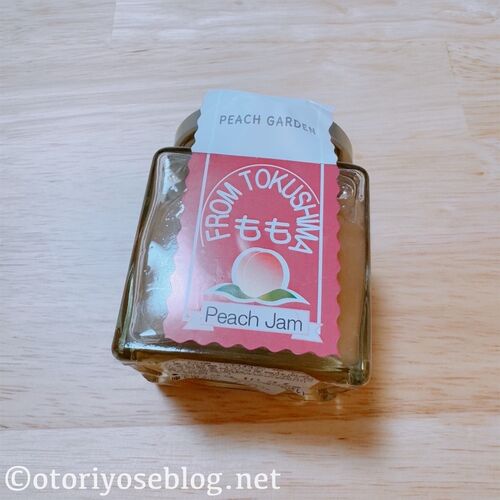 PEACH GARDEN
FROM TOKUSHIMA
もも
Peach Jam
©otoriyoseblog.net